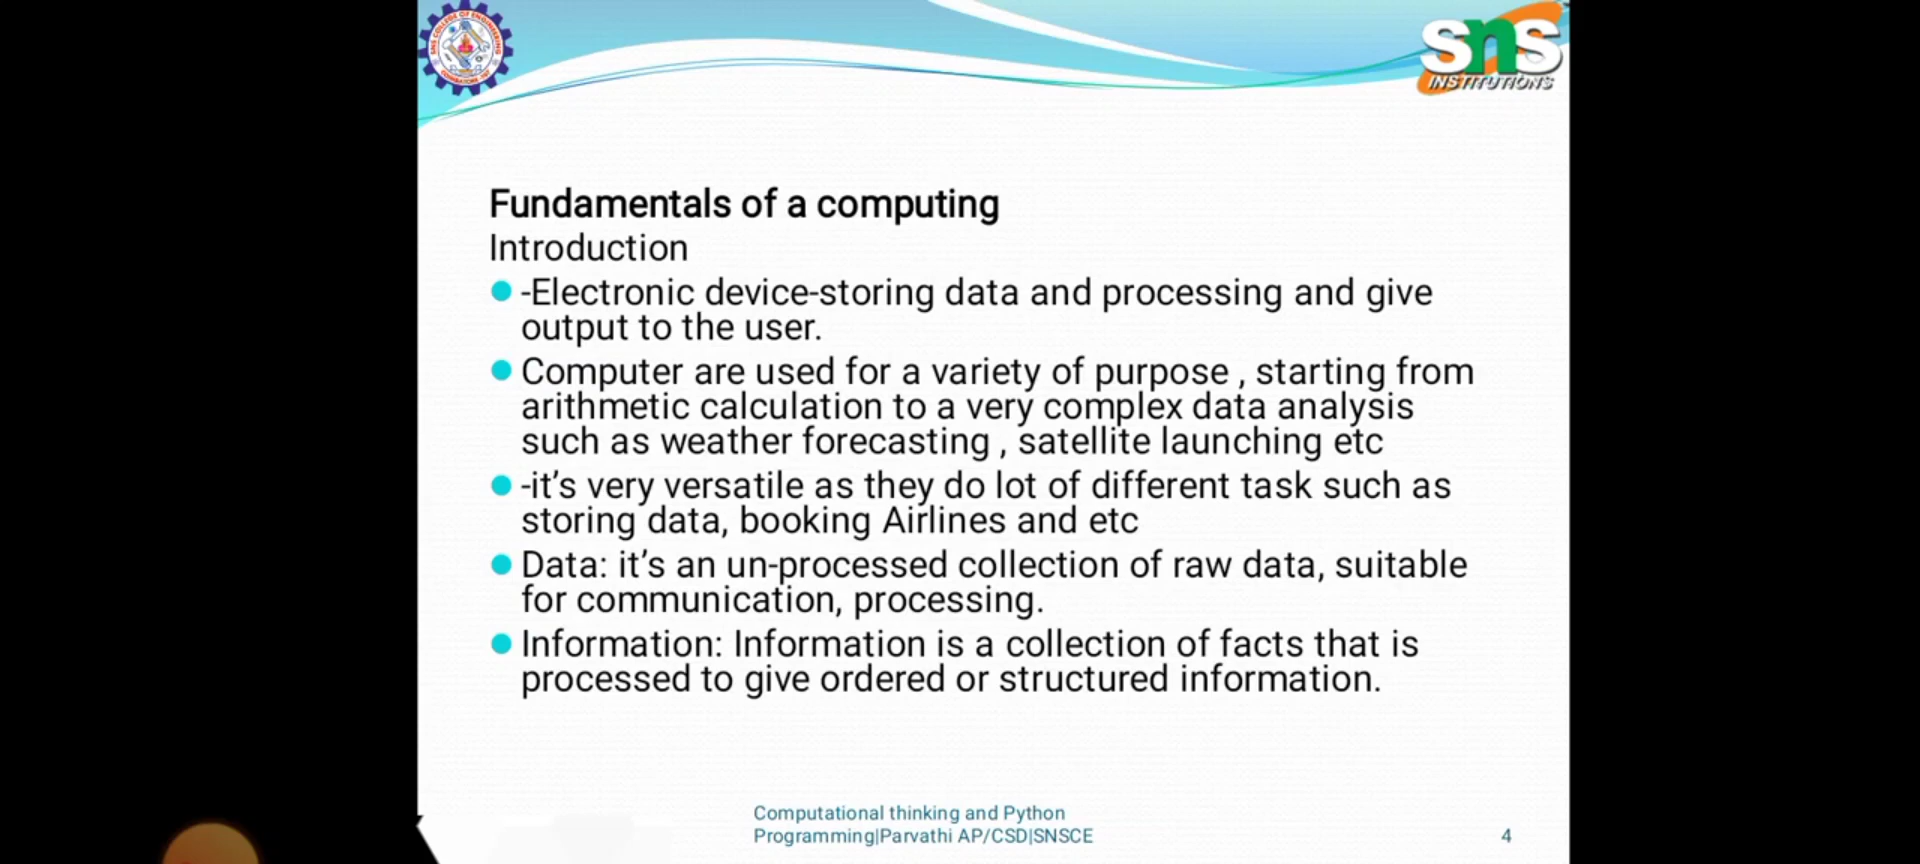 SNS COLLEGE OF ENGINEERING
sns
INSTITUTIONS
Fundamentals of a computing
Introduction
-Electronic device-storing data and processing and give
output to the user.
Computer are used for a variety of purpose , starting from
arithmetic calculation to a very complex data analysis
such as weather forecasting , satellite launching etc
-it’s very versatile as they do lot of different task such as
storing data, booking Airlines and etc
Data: it’s an un-processed collection of raw data, suitable
for communication, processing.
Information: Information is a collection of facts that is
processed to give ordered or structured information.
Computational thinking and Python
Programming|Parvathi AP/CSD|SNSCE
4